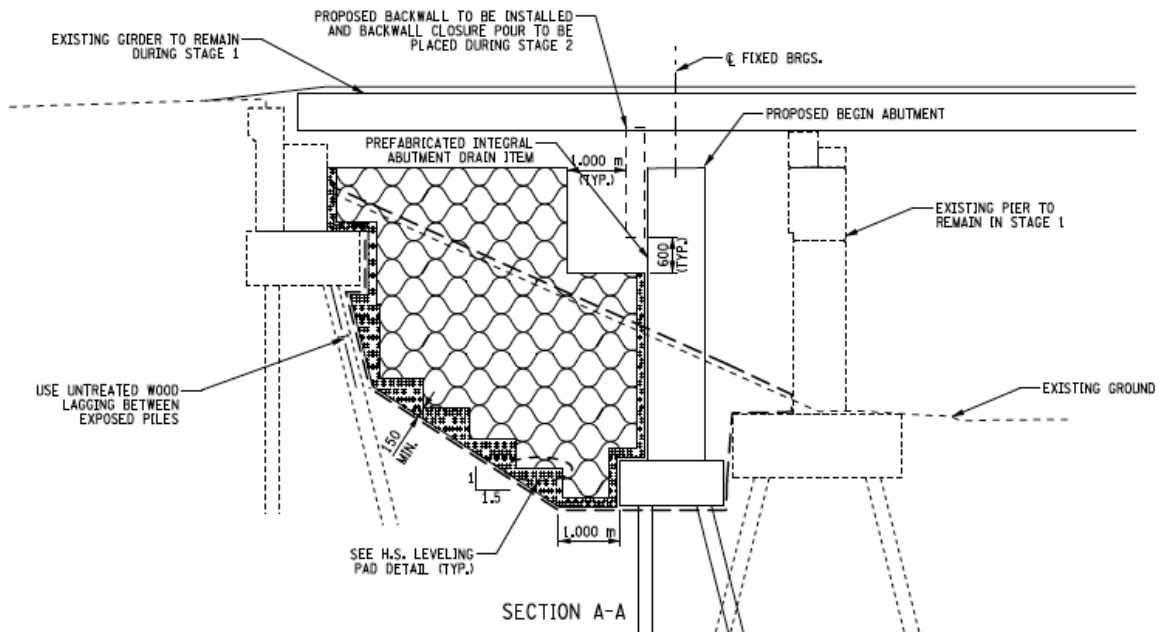 PROPOSED BACKWALL TO BE INSTALLED
AND BACKWALL CLOSURE POUR TO BE
PLACED DURING STAGE 2
EXISTING GIRDER TO REMAIN
DURING STAGE 1
℄ FIXED BRGS.
PROPOSED BEGIN ABUTMENT
PREFABRICATED INTEGRAL
ABUTMENT DRAIN ITEM
1.000 m
(TYP.)
EXISTING PIER TO
REMAIN IN STAGE 1
600
(TYP.)
USE UNTREATED WOOD
LAGGING BETWEEN
EXPOSED PILES
EXISTING GROUND
150
MIN.
1
1.5
1.000 m
SEE H.S. LEVELING
PAD DETAIL (TYP.)
SECTION A-A